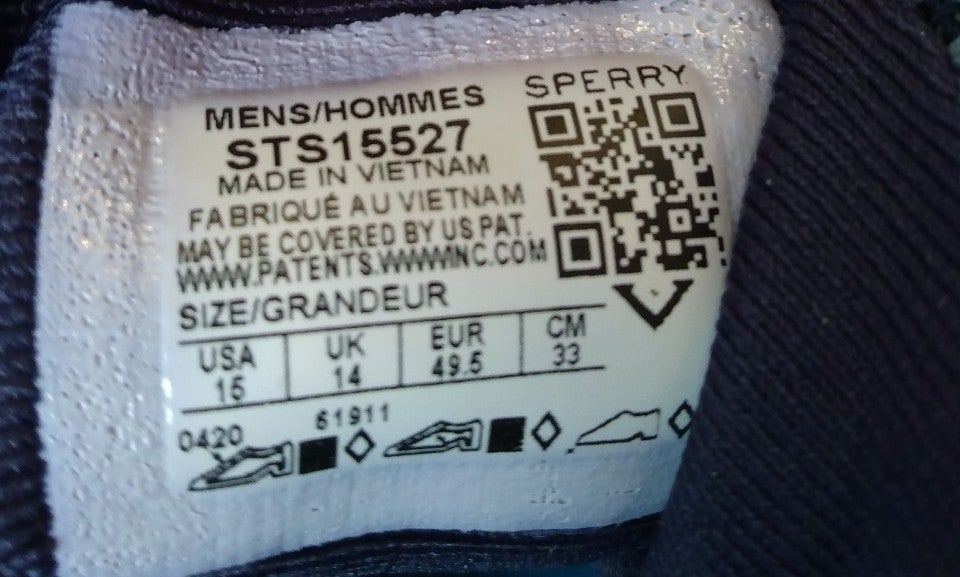 SPERRY
MENS/HOMMES
STS15527
MADE IN VIETNAM
FABRIQUÉ AU VIETNAM
MAY BE COVERED BY US PAT.
WWW.PATENTS.WWWINC.COM
SIZE/GRANDEUR
USA UK EUR CM
15 14 49.5 33
0420 61911